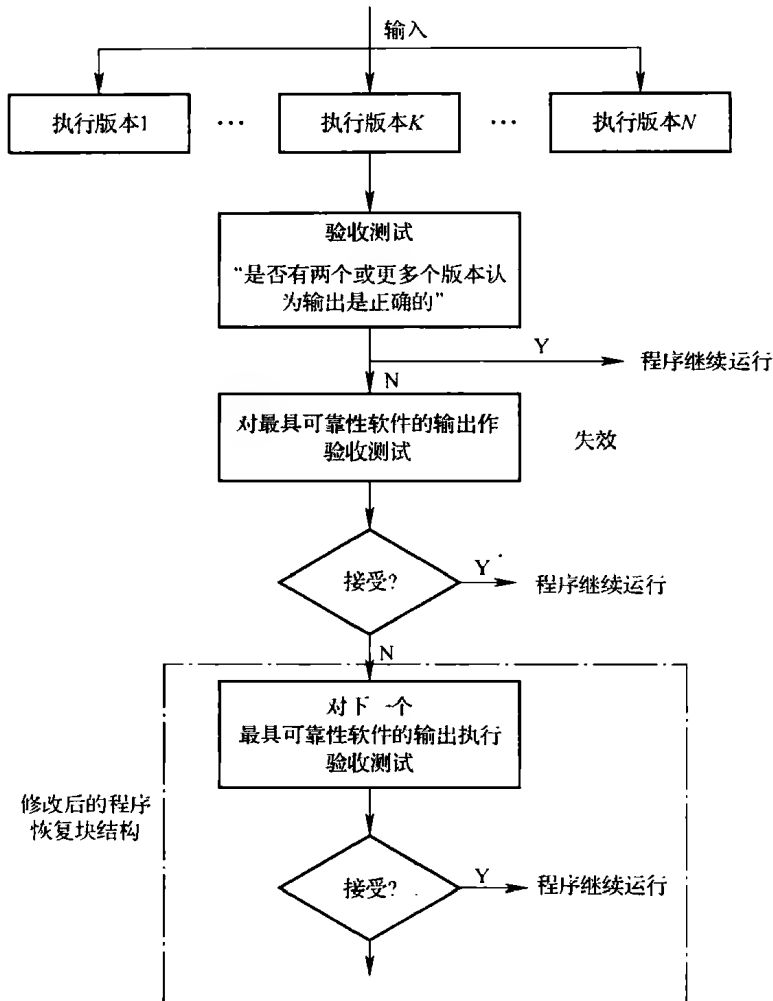 输入
执行版本1 … 执行版本K … 执行版本N
验收测试
“是否有两个或更多个版本认
为输出是正确的”
Y
程序继续运行
N
对最具可靠性软件的输出作
验收测试
失效
接受?
Y
程序继续运行
N
对下一个
最具可靠性软件的输出执行
验收测试
修改后的程序
恢复块结构
接受?
Y
程序继续运行